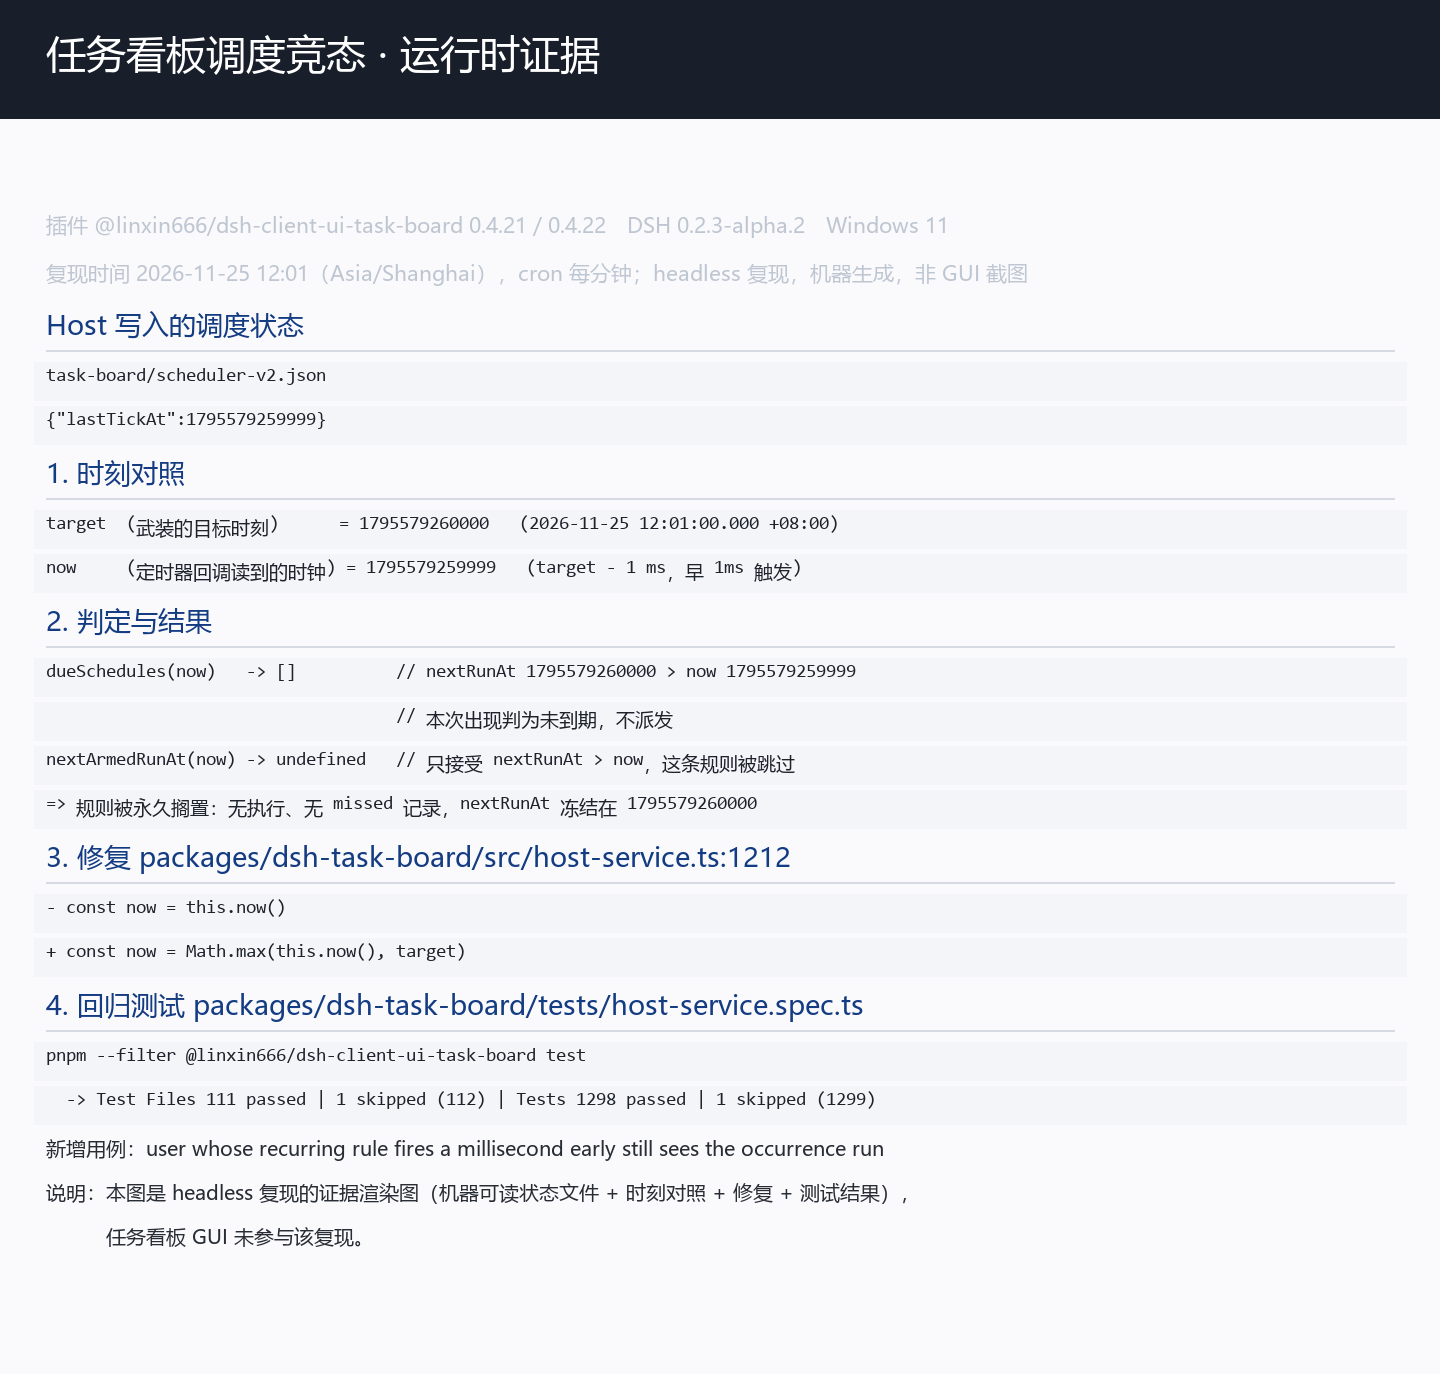 任务看板调度竞态 · 运行时证据
插件 @linxin666/dsh-client-ui-task-board 0.4.21 / 0.4.22 DSH 0.2.3-alpha.2 Windows 11
复现时间 2026-11-25 12:01（Asia/Shanghai），cron 每分钟；headless 复现，机器生成，非 GUI 截图
Host 写入的调度状态
task-board/scheduler-v2.json
{"lastTickAt":1795579259999}
1. 时刻对照
target （武装的目标时刻） = 1795579260000 (2026-11-25 12:01:00.000 +08:00)
now （定时器回调读到的时钟）= 1795579259999 (target - 1 ms，早 1ms 触发)
2. 判定与结果
dueSchedules(now) -> [] // nextRunAt 1795579260000 > now 1795579259999
// 本次出现判为未到期，不派发
nextArmedRunAt(now) -> undefined // 只接受 nextRunAt > now，这条规则被跳过
=> 规则被永久搁置：无执行、无 missed 记录，nextRunAt 冻结在 1795579260000
3. 修复 packages/dsh-task-board/src/host-service.ts:1212
- const now = this.now()
+ const now = Math.max(this.now(), target)
4. 回归测试 packages/dsh-task-board/tests/host-service.spec.ts
pnpm --filter @linxin666/dsh-client-ui-task-board test
-> Test Files 111 passed | 1 skipped (112) | Tests 1298 passed | 1 skipped (1299)
新增用例：user whose recurring rule fires a millisecond early still sees the occurrence run
说明：本图是 headless 复现的证据渲染图（机器可读状态文件 + 时刻对照 + 修复 + 测试结果），
任务看板 GUI 未参与该复现。